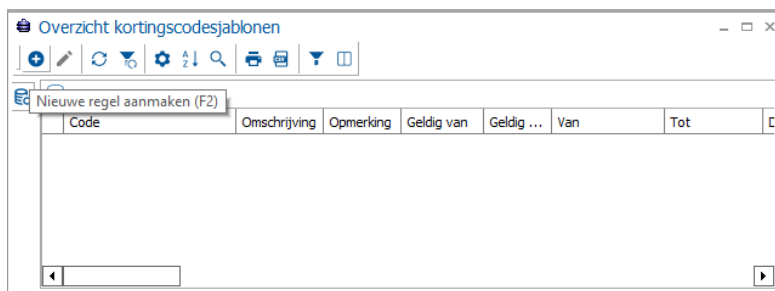 Overzicht kortingscodesjablonen
Nieuwe regel aanmaken (F2)
Code Omschrijving Opmerking Geldig van Geldig ... Van Tot